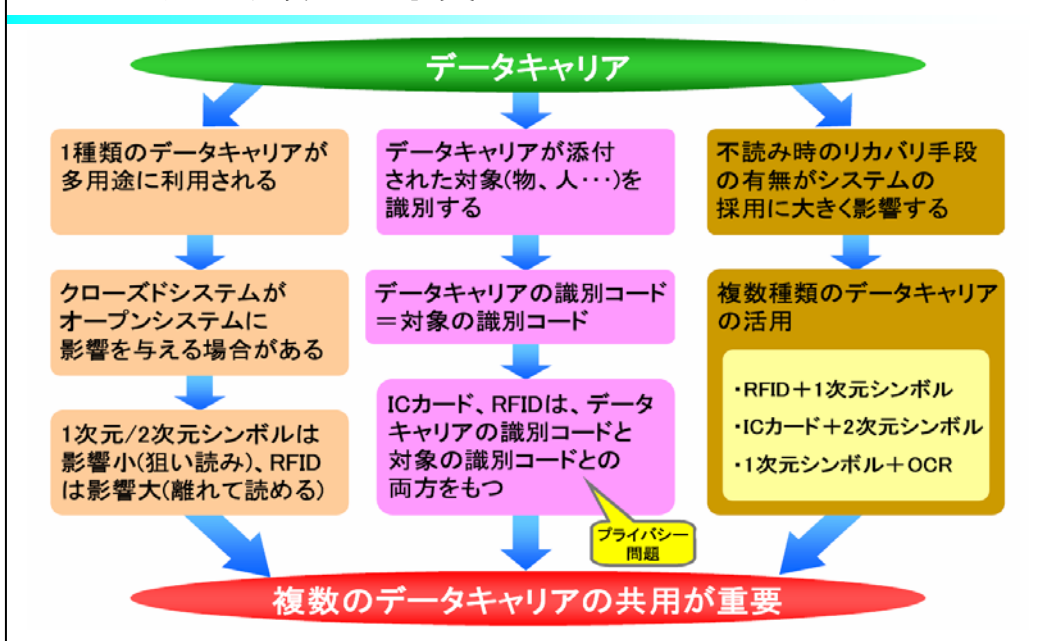 データキャリア
1種類のデータキャリアが
多用途に利用される
クローズドシステムが
オープンシステムに
影響を与える場合がある
1次元/2次元シンボルは
影響小(狙い読み)、RFID
は影響大(離れて読める)
データキャリアが添付
された対象(物、人･･･)を
識別する
データキャリアの識別コード
＝対象の識別コード
ICカード、RFIDは、データ
キャリアの識別コードと
対象の識別コードとの
両方をもつ
プライバシー
問題
不読み時のリカバリ手段
の有無がシステムの
採用に大きく影響する
複数種類のデータキャリア
の活用
･RFID＋1次元シンボル
･ICカード＋2次元シンボル
･1次元シンボル＋OCR
複数のデータキャリアの共用が重要